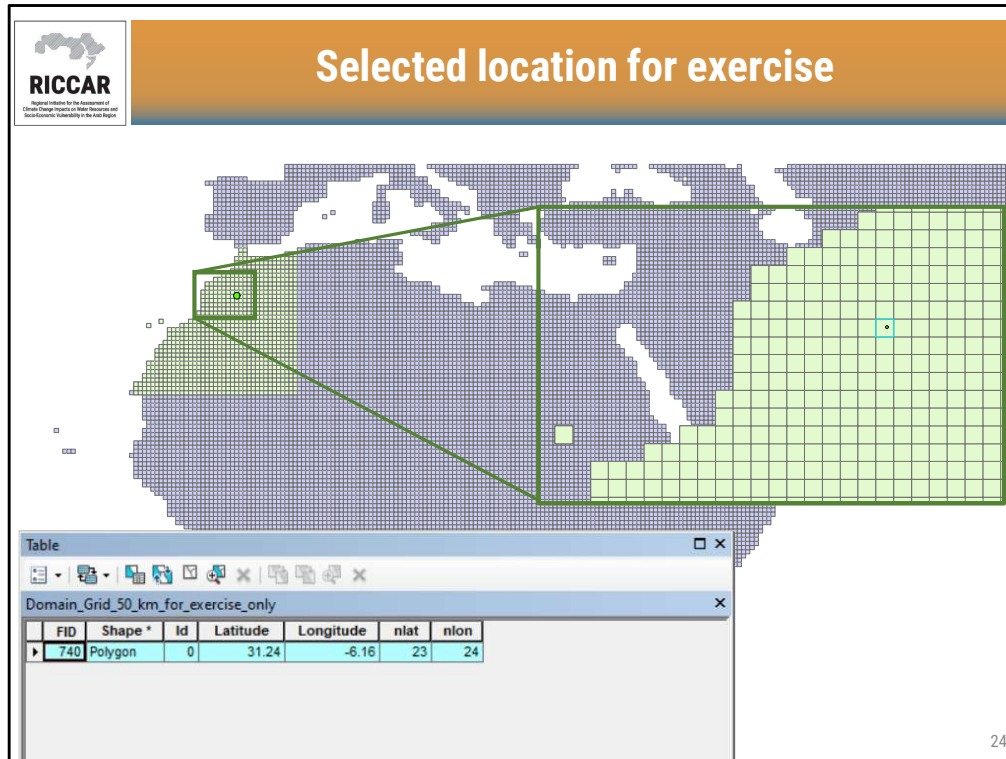 RICCAR
Regional Initiative for the Assessment of
Climate Change Impacts on Water Resources and
Socio-Economic Vulnerability in the Arab Region
Selected location for exercise
Table
Domain_Grid_50_km_for_exercise_only
FID Shape * Id Latitude Longitude nlat nlon
740 Polygon 0 31.24 -6.16 23 24
24